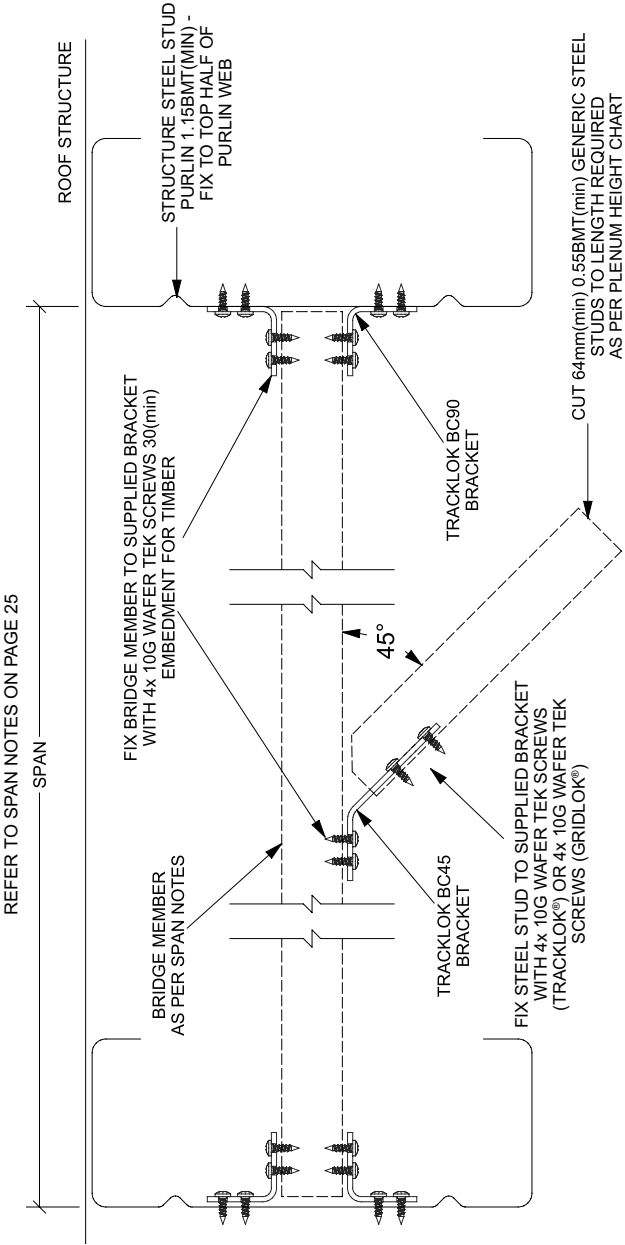 REFER TO SPAN NOTES ON PAGE 25
SPAN
ROOF STRUCTURE
STRUCTURE STEEL STUD
PURLIN 1.15BMT(MIN) -
FIX TO TOP HALF OF
PURLIN WEB
FIX BRIDGE MEMBER TO SUPPLIED BRACKET
WITH 4x 10G WAFER TEK SCREWS 30(min)
EMBEDMENT FOR TIMBER
BRIDGE MEMBER
AS PER SPAN NOTES
45°
TRACKLOK BC90
BRACKET
TRACKLOK BC45
BRACKET
FIX STEEL STUD TO SUPPLIED BRACKET
WITH 4x 10G WAFER TEK SCREWS
(TRACKLOK®) OR 4x 10G WAFER TEK
SCREWS (GRIDLOK®)
CUT 64mm(min) 0.55BMT(min) GENERIC STEEL
STUDS TO LENGTH REQUIRED
AS PER PLENUM HEIGHT CHART